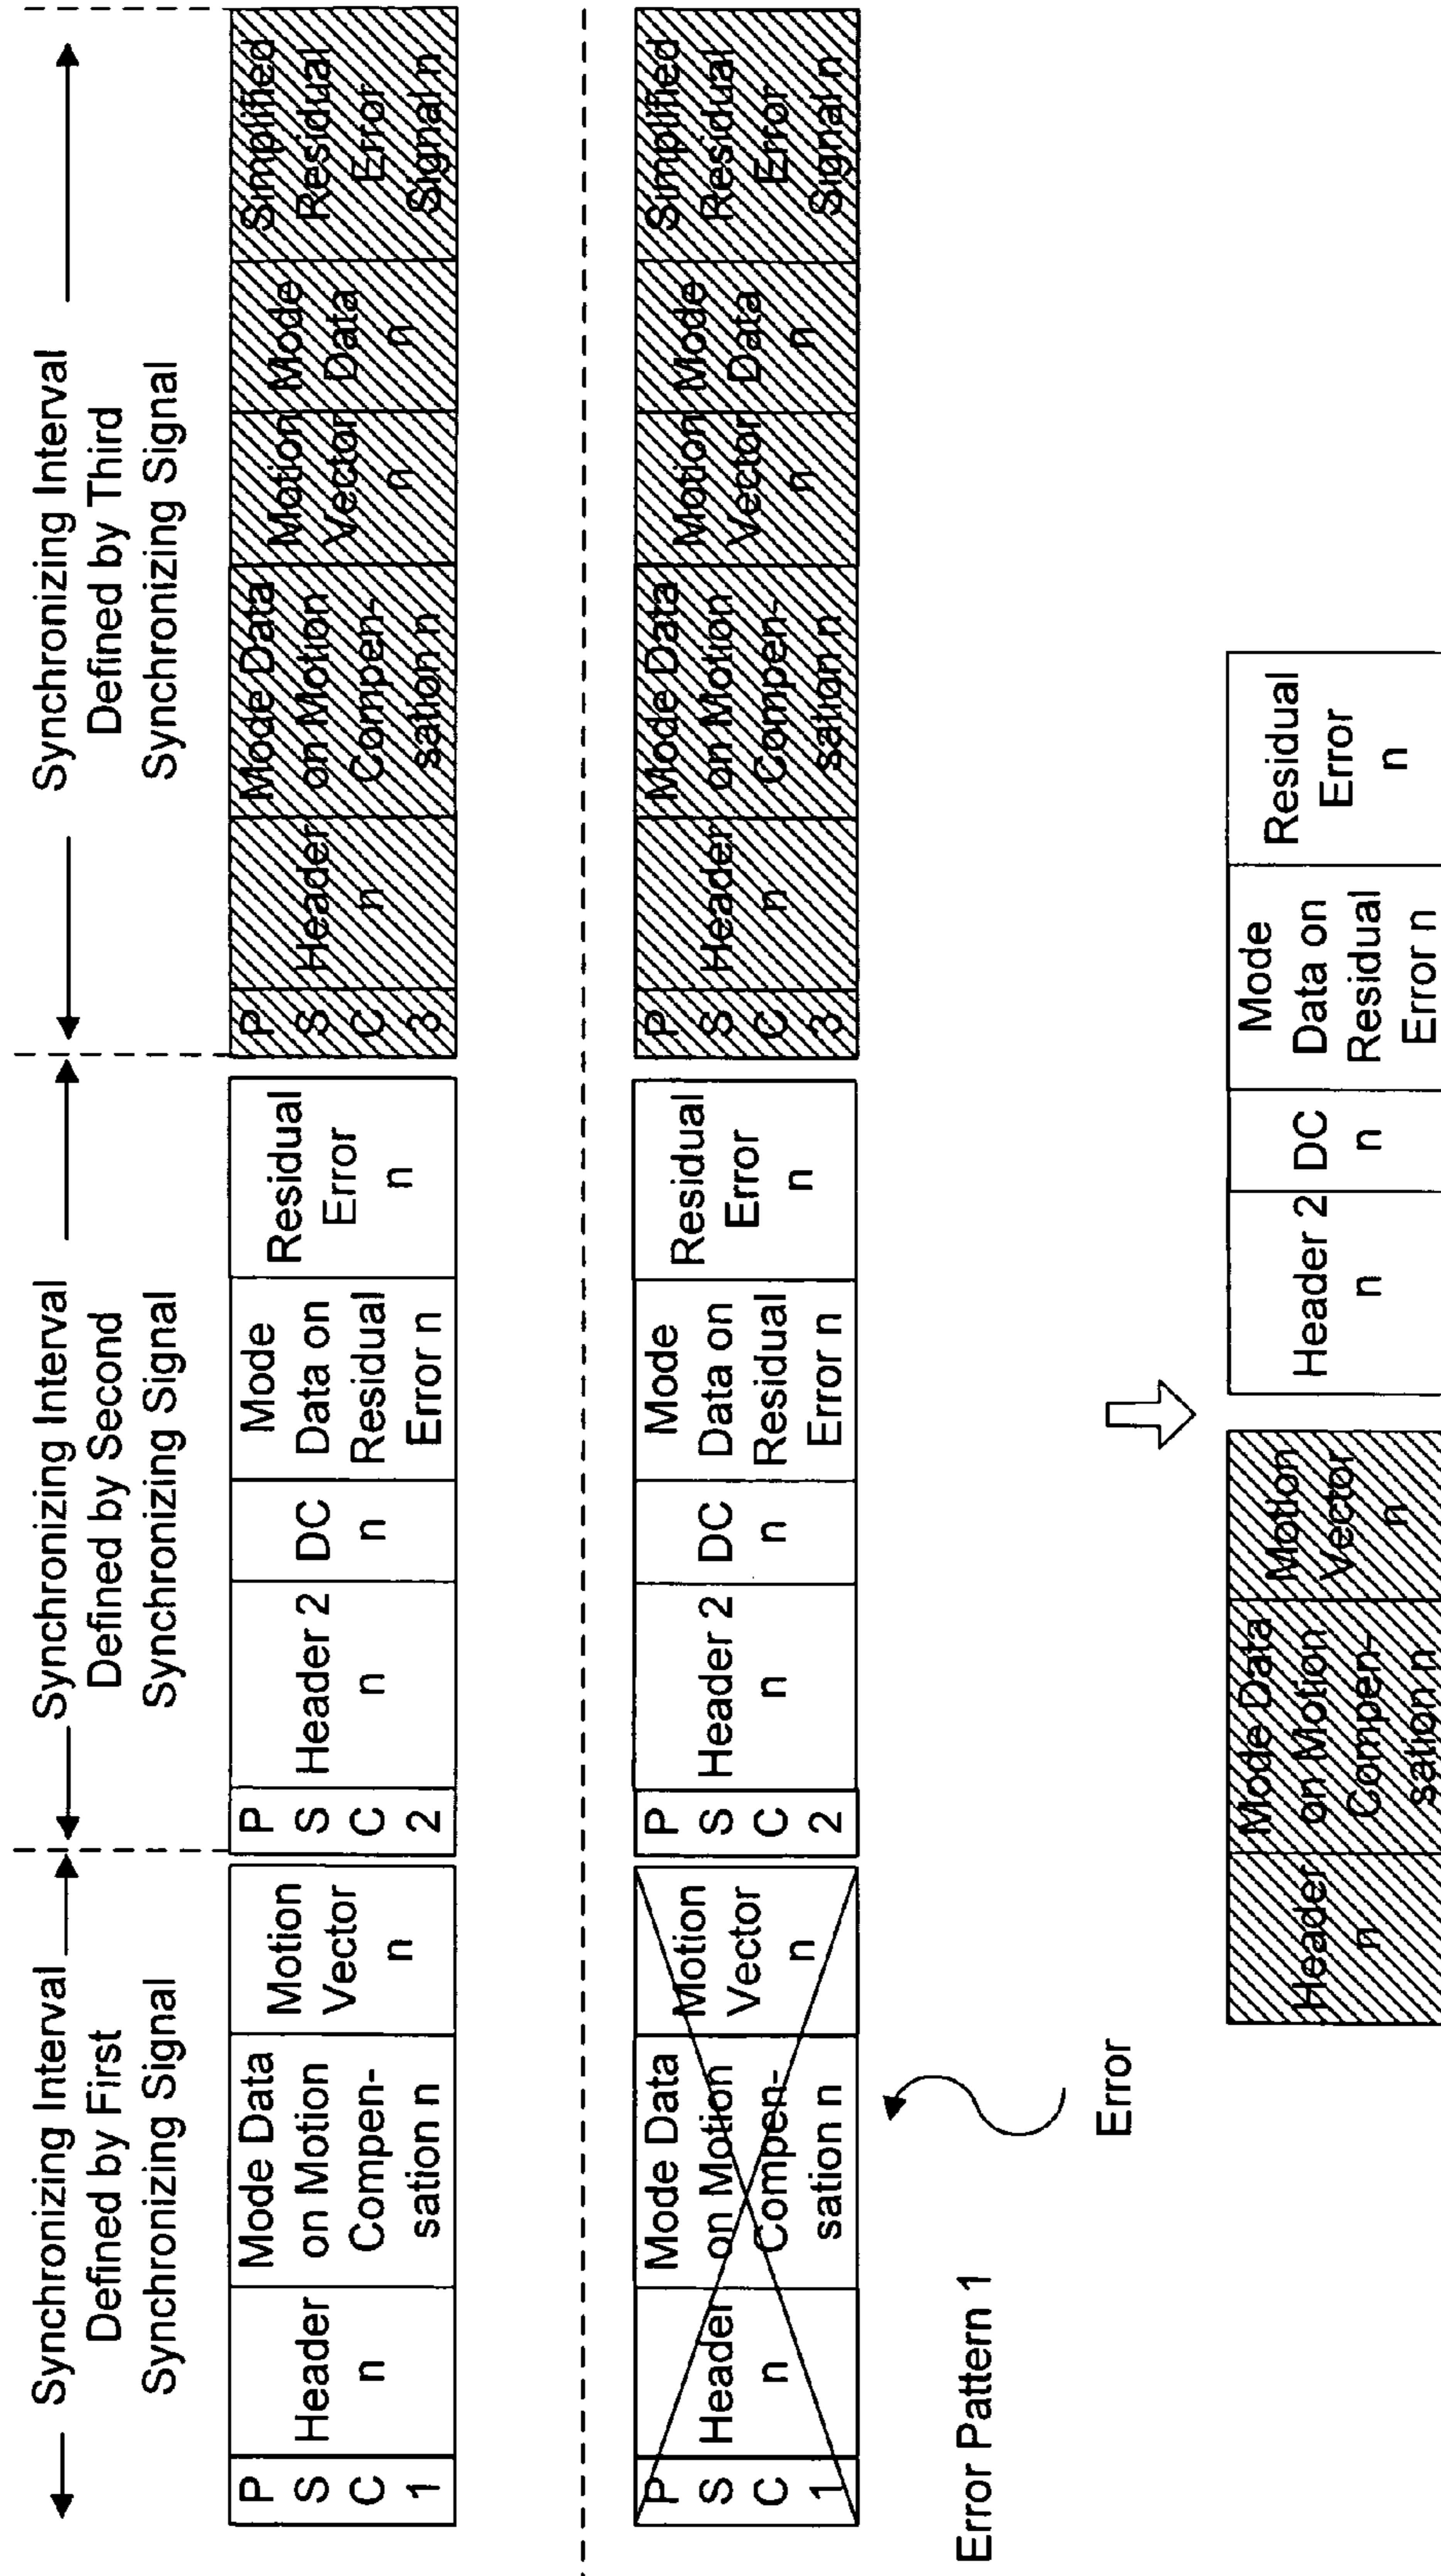 Synchronizing Interval
Defined by First
Synchronizing Signal
Synchronizing Interval
Defined by Second
Synchronizing Signal
Synchronizing Interval
Defined by Third
Synchronizing Signal
P
S
C
1
Header
n
Mode Data
on Motion
Compen-
sation n
Motion
Vector
n
P
S
C
2
Header 2
n
DC
n
Mode
Data on
Residual
Error n
Residual
Error
n
P
S
C
3
Header
n
Mode Data
on Motion
Compen-
sation n
Motion
Vector
n
Mode
Data
n
Simplified
Residual
Error
Signal n
P
S
C
1
Header
n
Mode Data
on Motion
Compen-
sation n
Motion
Vector
n
P
S
C
2
Header 2
n
DC
n
Mode
Data on
Residual
Error n
Residual
Error
n
P
S
C
3
Header
n
Mode Data
on Motion
Compen-
sation n
Motion
Vector
n
Mode
Data
n
Simplified
Residual
Error
Signal n
Error Pattern 1
Error
Header
n
Mode Data
on Motion
Compen-
sation n
Motion
Vector
n
Header 2
n
DC
n
Mode
Data on
Residual
Error n
Residual
Error
n